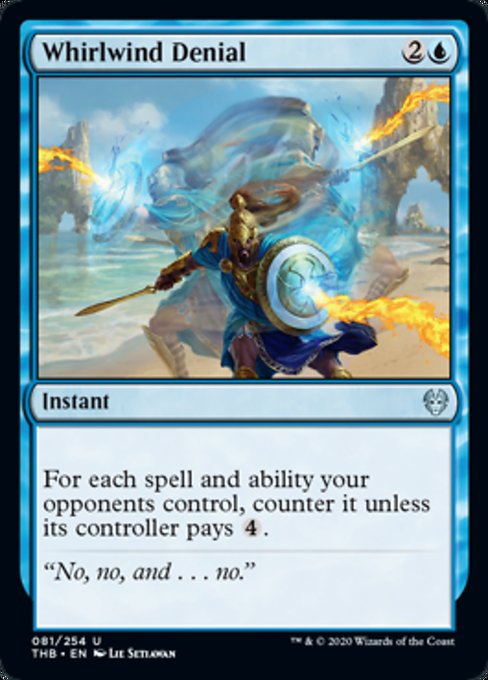 Whirlwind Denial 2
Instant
For each spell and ability your
opponents control, counter it unless
its controller pays 4.
“No, no, and . . . no.”
081/254 U
THB • EN Lie Setiawan
™ & © 2020 Wizards of the Coast